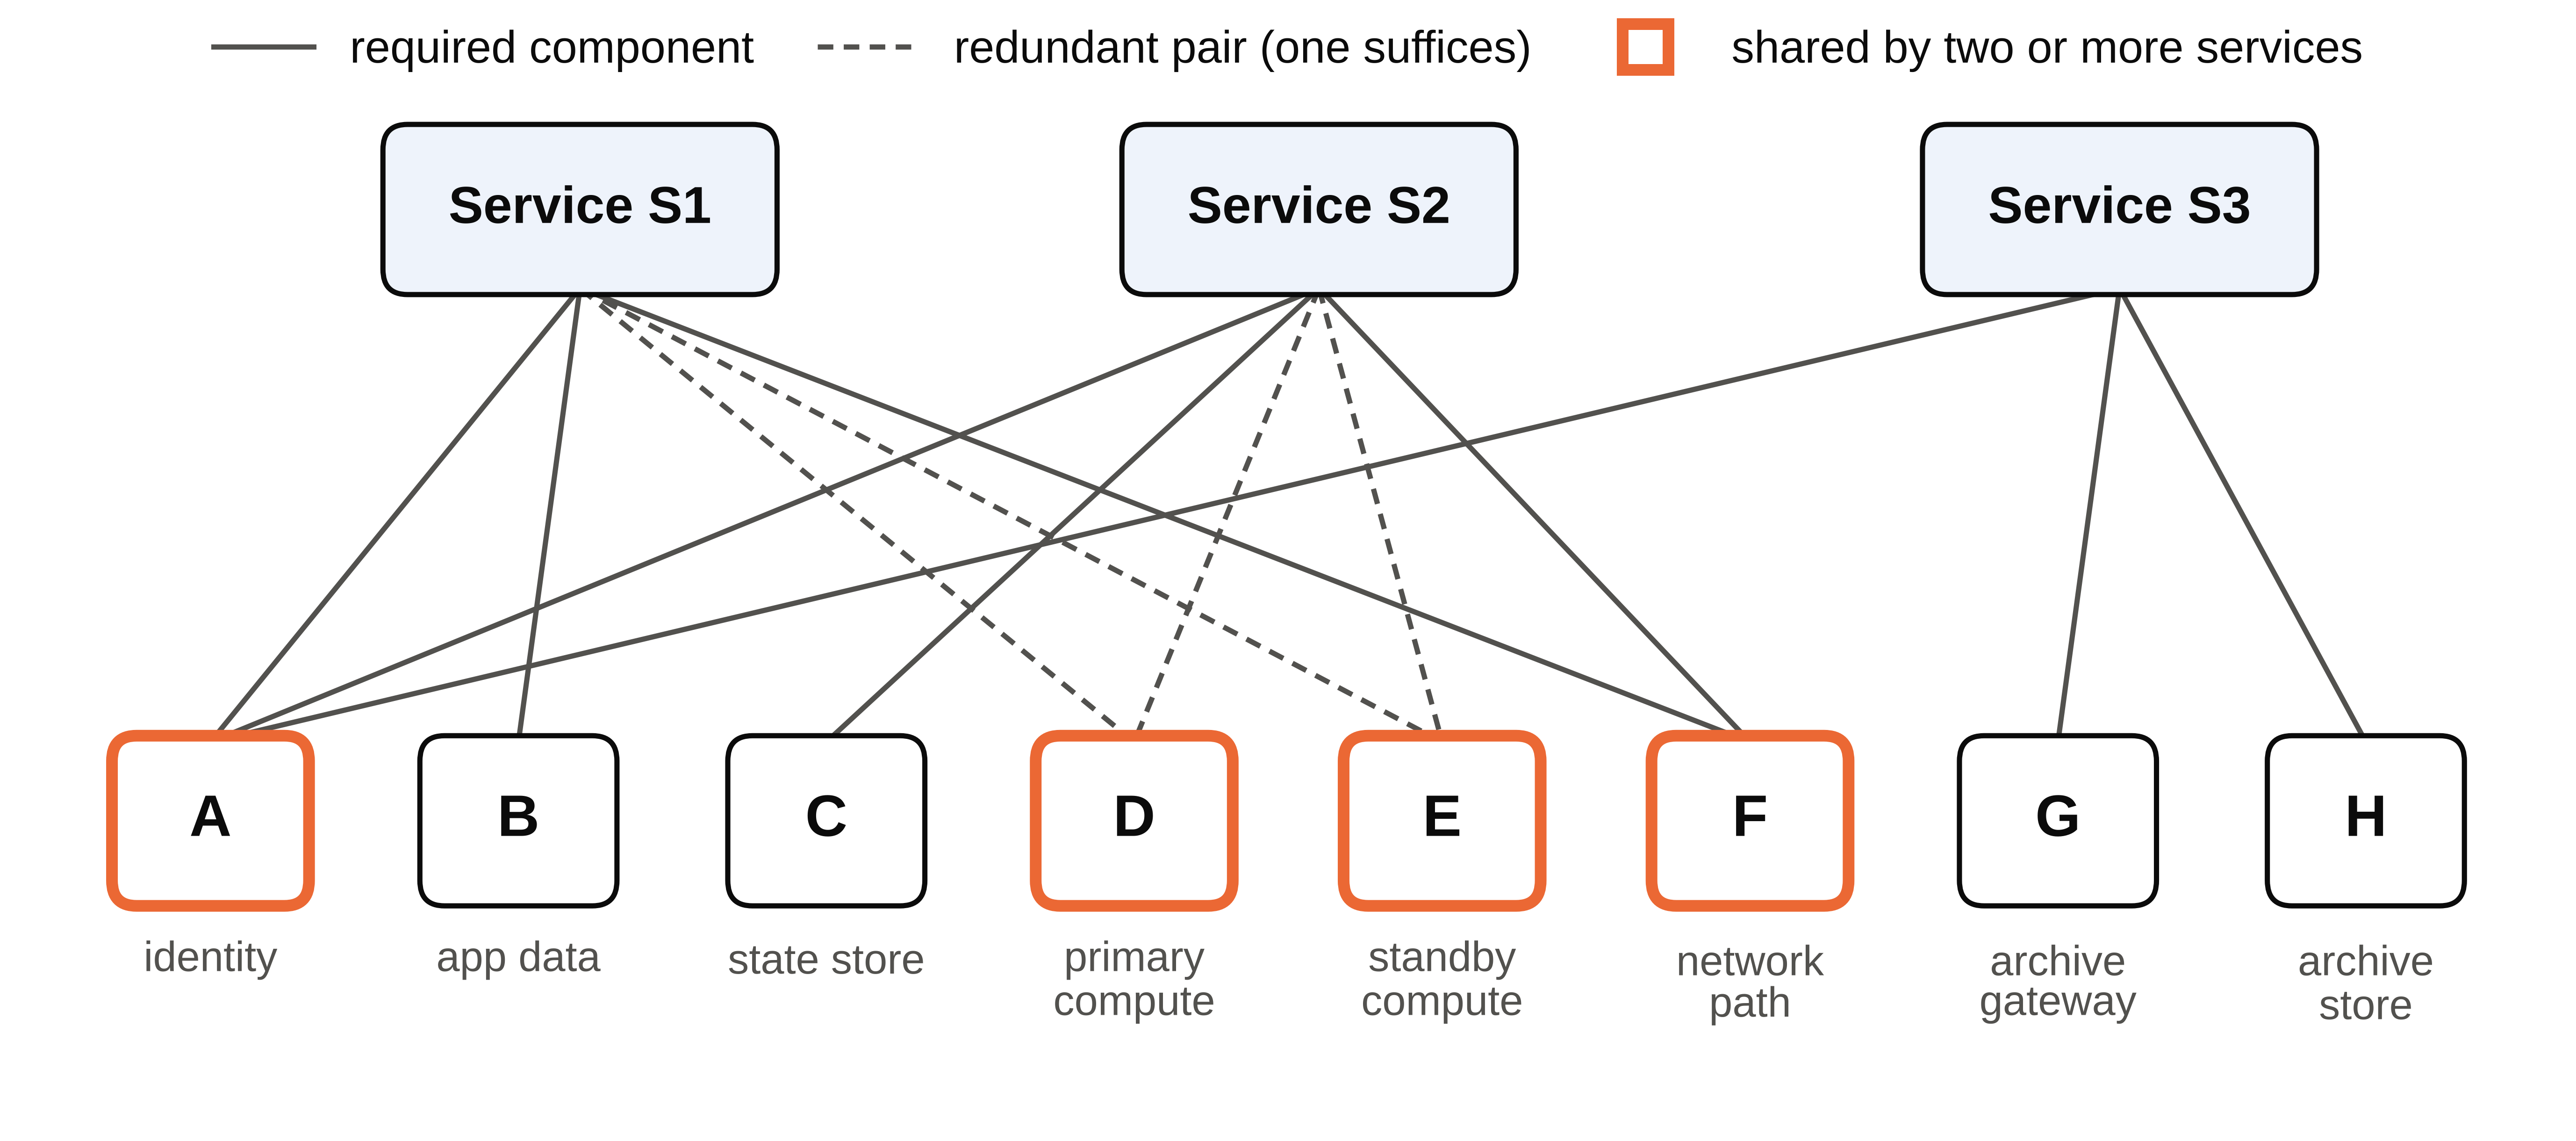 required component
redundant pair (one suffices)
shared by two or more services
Service S1
Service S2
Service S3
A
B
C
D
E
F
G
H
identity
app data
state store
primary
compute
standby
compute
network
path
archive
gateway
archive
store